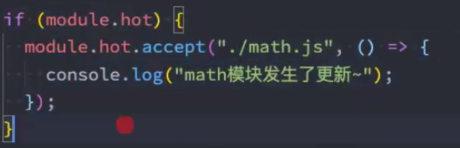 if (module.hot) {
module.hot.accept("./math.js", () => {
console.log("math模块发生了更新~");
});
}